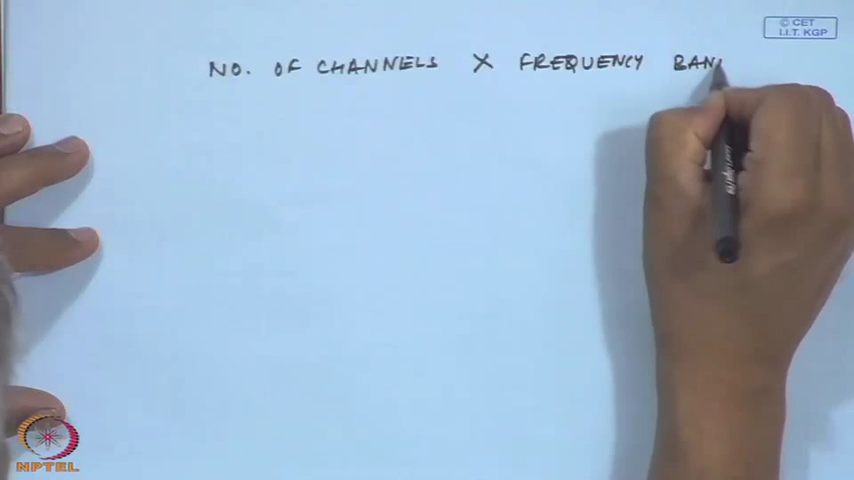 © CET
I.I.T. KGP
NO. OF CHANNELS X FREQUENCY BAN
NPTEL